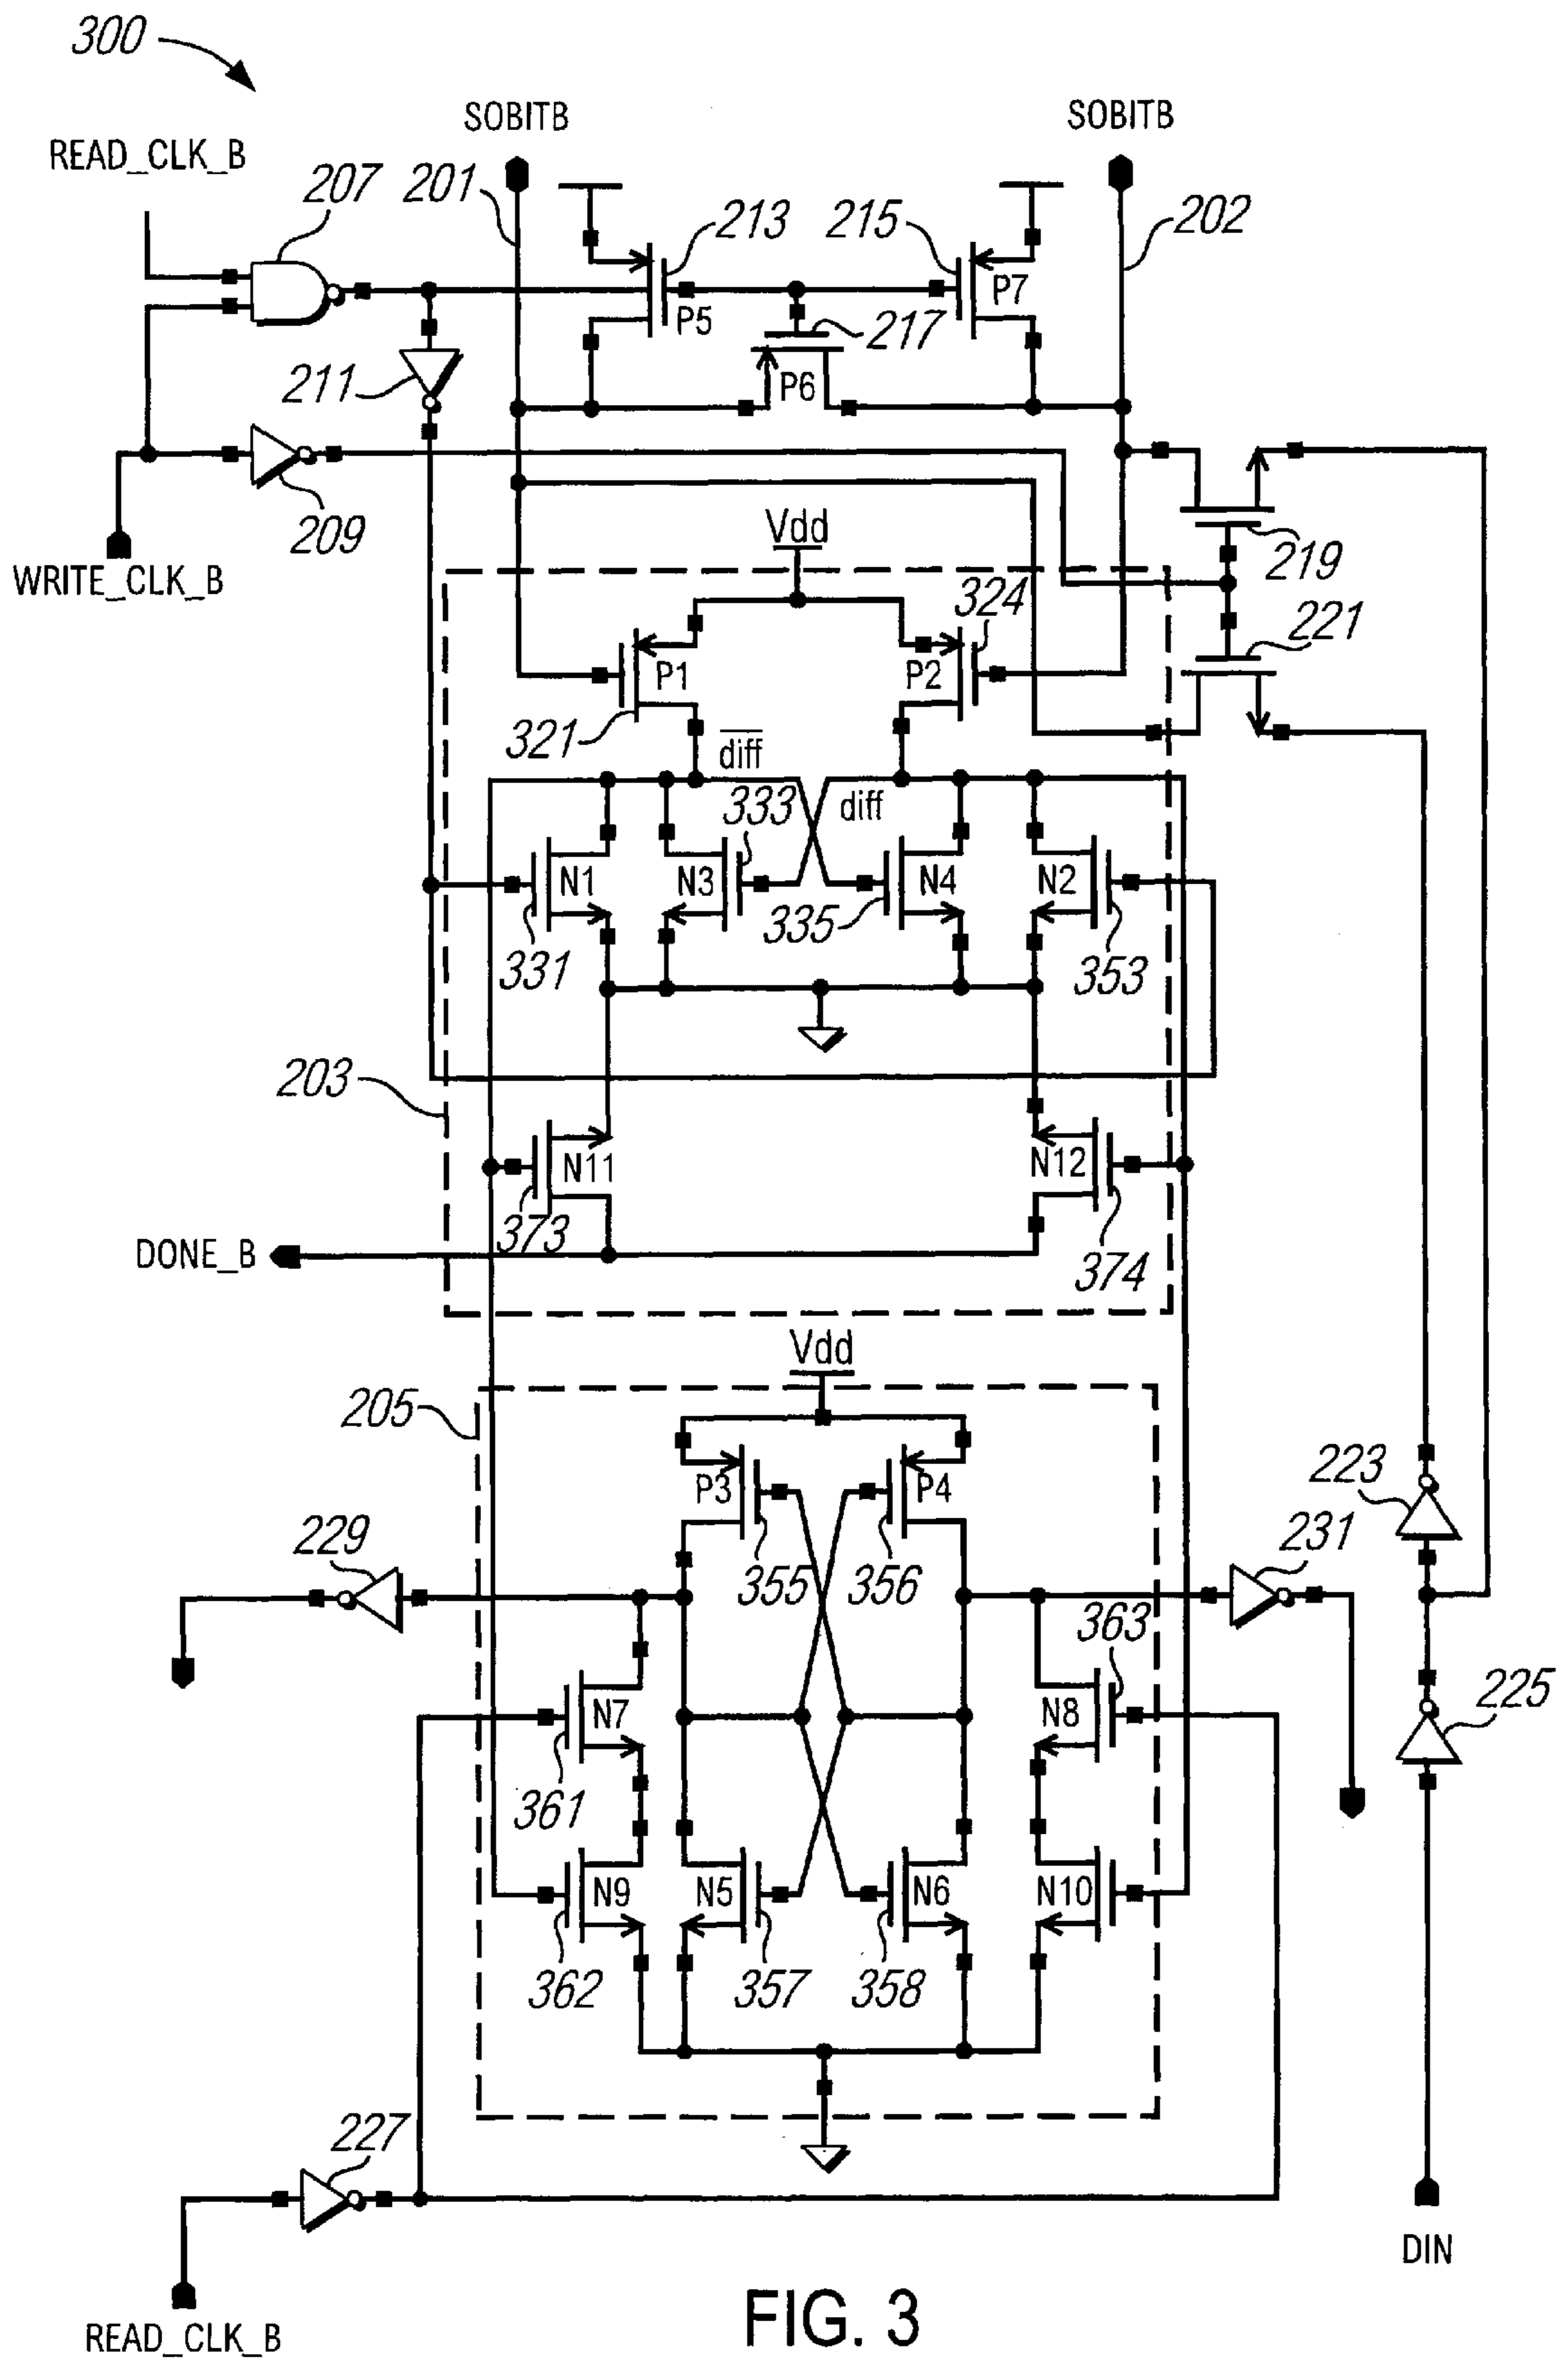 300
SOBITB
SOBITB
READ_CLK_B
207
201
213
215
202
P5
P7
217
P6
211
209
WRITE_CLK_B
Vdd
219
324
221
P1
P2
321
diff
333
diff
N1
N3
N4
N2
331
335
353
203
N11
N12
373
374
DONE_B
Vdd
205
P3
P4
223
229
355
356
231
363
225
N7
N8
361
N9
N5
N6
N10
362
357
358
227
DIN
READ_CLK_B
FIG. 3